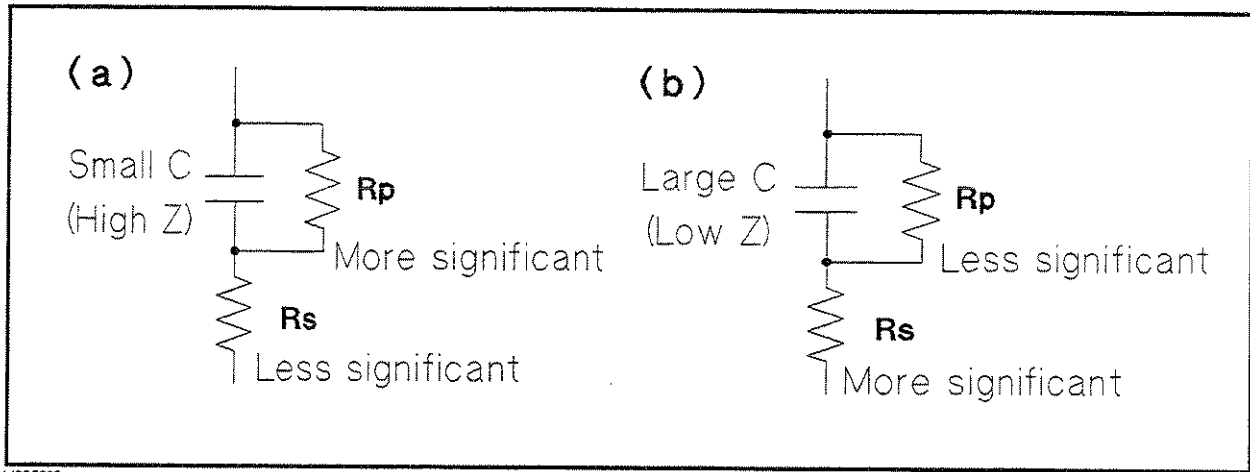 (a)
Small C
(High Z)
Rp
More significant
Rs
Less significant
(b)
Large C
(Low Z)
Rp
Less significant
Rs
More significant